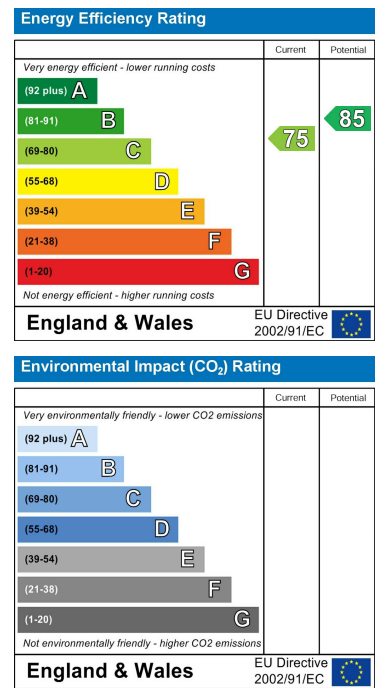 Energy Efficiency Rating
Current Potential
Very energy efficient - lower running costs
(92 plus) A
(81-91) B
85
(69-80) C
75
(55-68) D
(39-54) E
(21-38) F
(1-20) G
Not energy efficient - higher running costs
England & Wales
EU Directive
2002/91/EC
Environmental Impact (CO₂) Rating
Current Potential
Very environmentally friendly - lower CO2 emissions
(92 plus) A
(81-91) B
(69-80) C
(55-68) D
(39-54) E
(21-38) F
(1-20) G
Not environmentally friendly - higher CO2 emissions
England & Wales
EU Directive
2002/91/EC